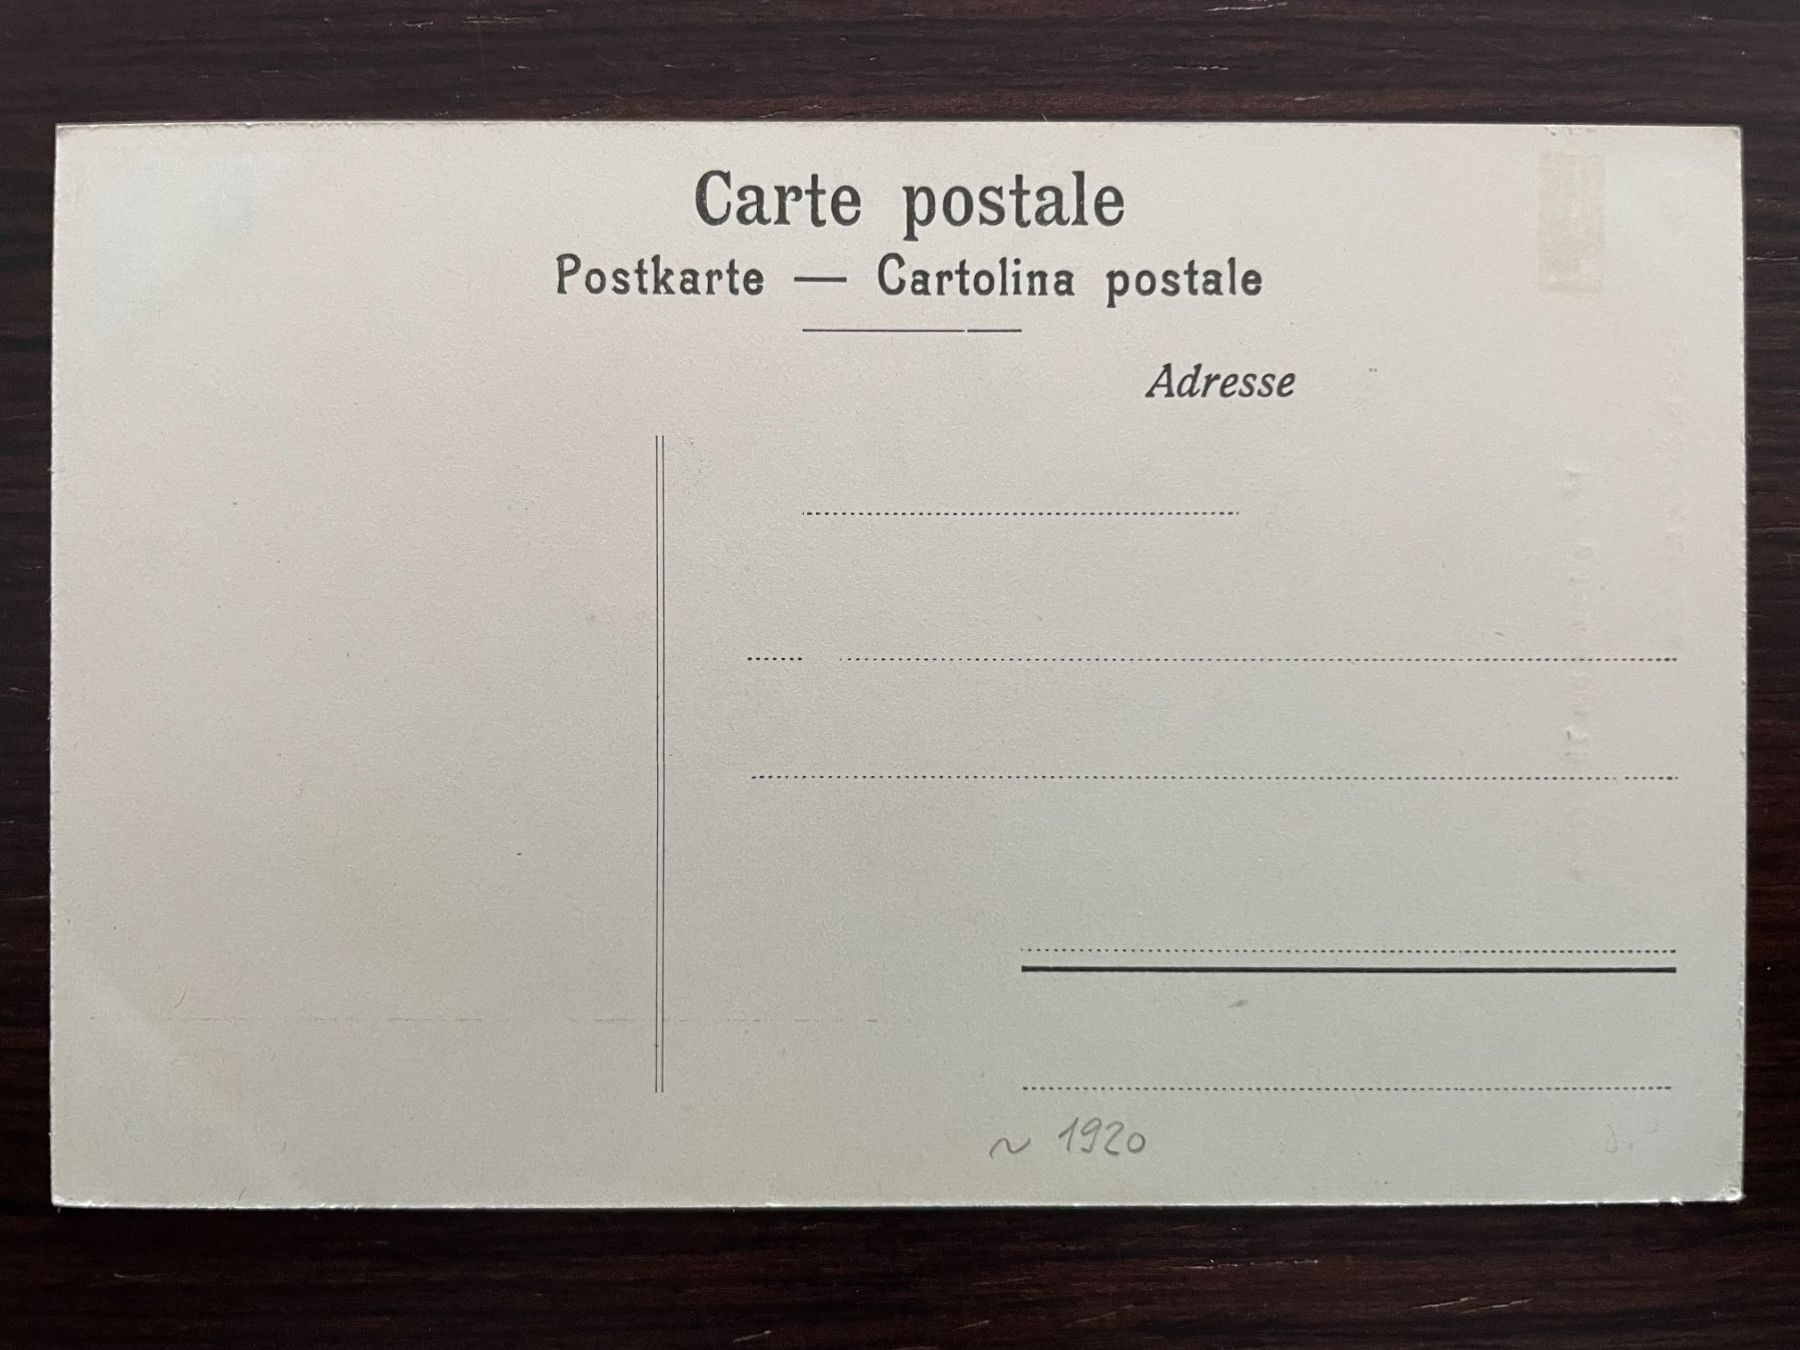 Carte postale
Postkarte — Cartolina postale
Adresse
~ 1920